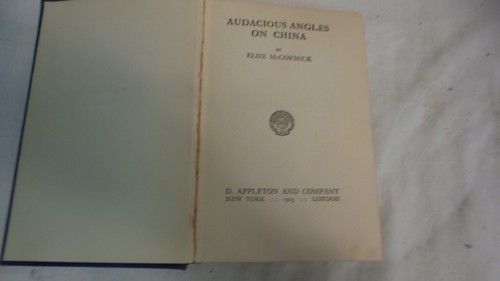 AUDACIOUS ANGLES
ON CHINA
BY
ELSIE McCORMICK
D. APPLETON AND COMPANY
NEW YORK :: :: LONDON